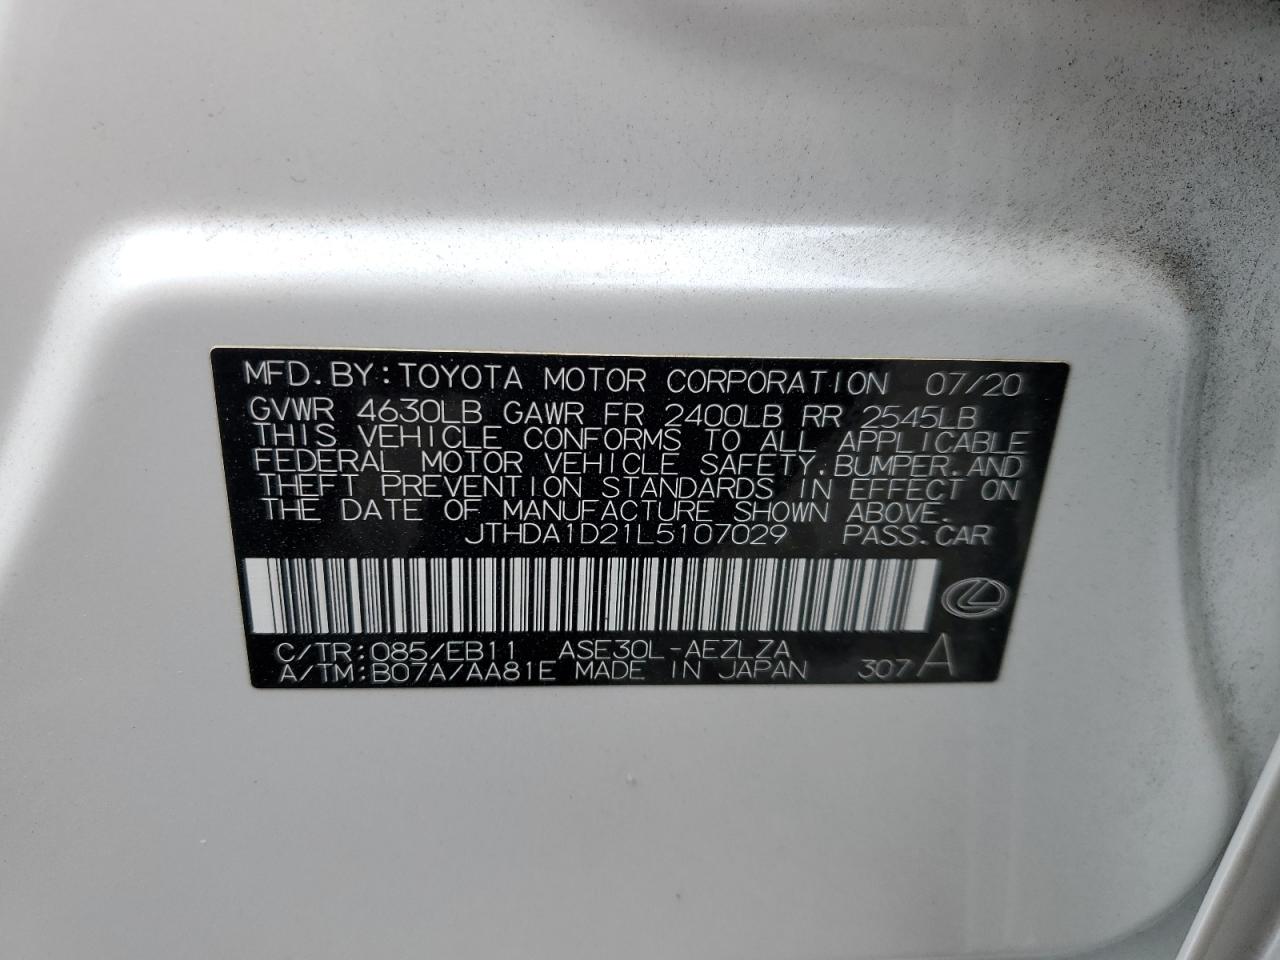 MFD.BY:TOYOTA MOTOR CORPORATION 07/20
GVWR 4630LB GAWR FR 2400LB RR 2545LB
THIS VEHICLE CONFORMS TO ALL APPLICABLE
FEDERAL MOTOR VEHICLE SAFETY,BUMPER,AND
THEFT PREVENTION STANDARDS IN EFFECT ON
THE DATE OF MANUFACTURE SHOWN ABOVE.
JTHDA1D21L5107029 PASS.CAR
C/TR:085/EB11 ASE30L-AEZLZA
A/TM:B07A/AA81E MADE IN JAPAN 307A